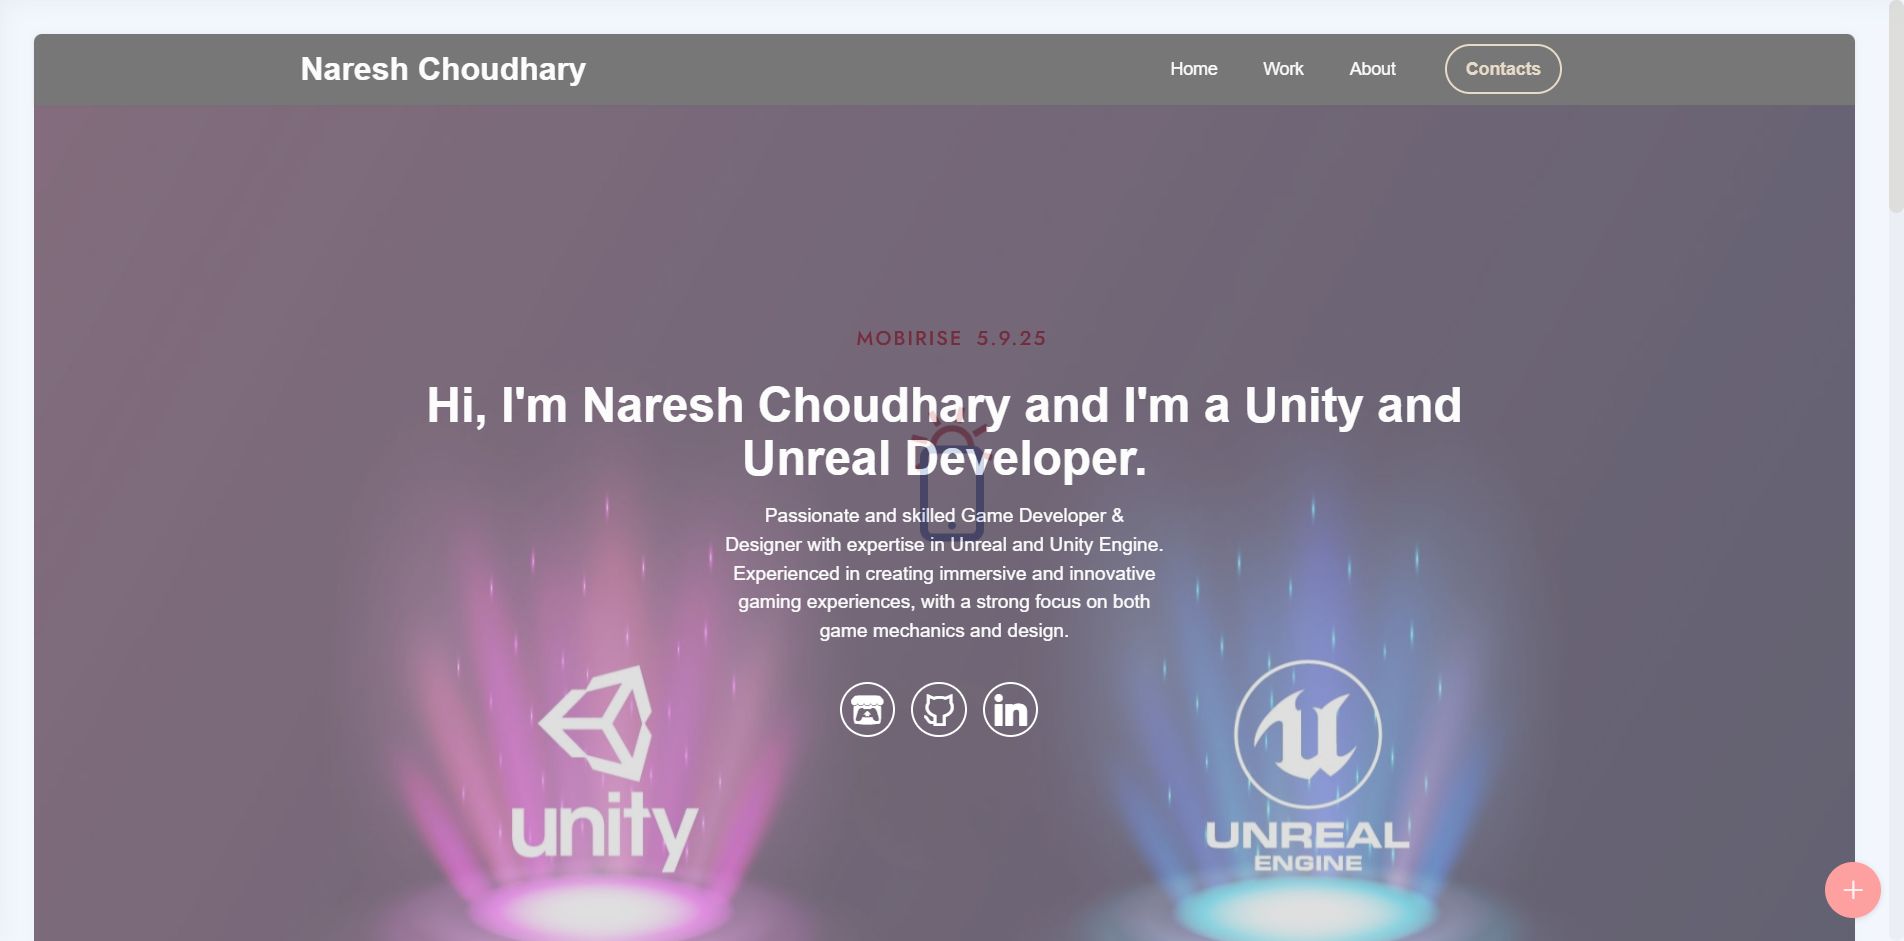 Naresh Choudhary
Home Work About Contacts
MOBIRISE 5.9.25
Hi, I'm Naresh Choudhary and I'm a Unity and
Unreal Developer.
Passionate and skilled Game Developer &
Designer with expertise in Unreal and Unity Engine.
Experienced in creating immersive and innovative
gaming experiences, with a strong focus on both
game mechanics and design.
in
unity
UNREAL
ENGINE